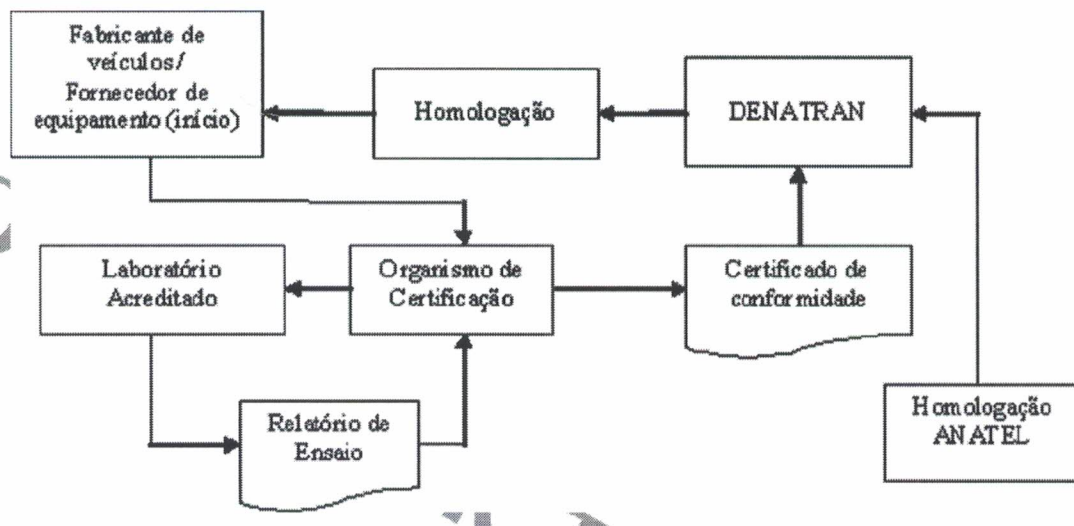 Fabricante de
veículos/
Fornecedor de
equipamento (início)
Homologação
DENATRAN
Laboratório
Acreditado
Organismo de
Certificação
Certificado de
conformidade
Relatório de
Ensaio
Homologação
ANATEL